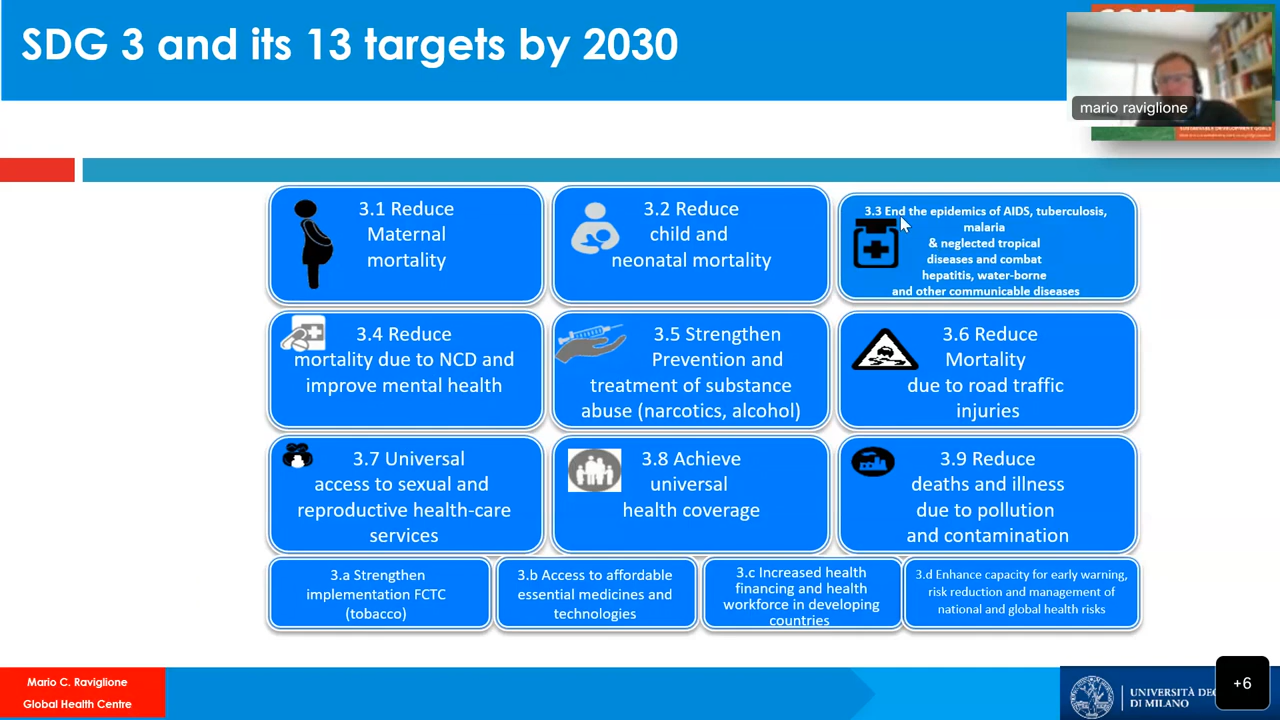 SDG 3 and its 13 targets by 2030
mario raviglione
3.1 Reduce
Maternal
mortality
3.2 Reduce
child and
neonatal mortality
3.3 End the epidemics of AIDS, tuberculosis,
malaria
& neglected tropical
diseases and combat
hepatitis, water-borne
and other communicable diseases
3.4 Reduce
mortality due to NCD and
improve mental health
3.5 Strengthen
Prevention and
treatment of substance
abuse (narcotics, alcohol)
3.6 Reduce
Mortality
due to road traffic
injuries
3.7 Universal
access to sexual and
reproductive health-care
services
3.8 Achieve
universal
health coverage
3.9 Reduce
deaths and illness
due to pollution
and contamination
3.a Strengthen
implementation FCTC
(tobacco)
3.b Access to affordable
essential medicines and
technologies
3.c Increased health
financing and health
workforce in developing
countries
3.d Enhance capacity for early warning,
risk reduction and management of
national and global health risks
Mario C. Raviglione
Global Health Centre
UNIVERSITÀ DEG
DI MILANO
+6